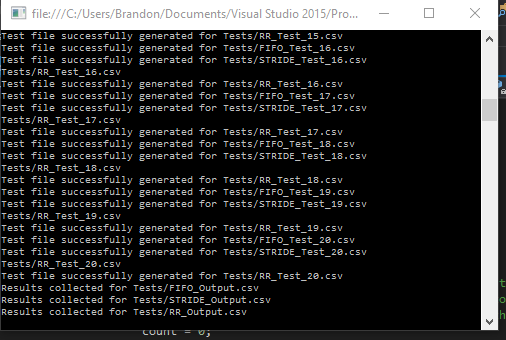 file:///C:/Users/Brandon/Documents/Visual Studio 2015/Pro...
Test file successfully generated for Tests/RR_Test_15.csv
Test file successfully generated for Tests/FIFO_Test_16.csv
Test file successfully generated for Tests/STRIDE_Test_16.csv
Tests/RR_Test_16.csv
Test file successfully generated for Tests/RR_Test_16.csv
Test file successfully generated for Tests/FIFO_Test_17.csv
Test file successfully generated for Tests/STRIDE_Test_17.csv
Tests/RR_Test_17.csv
Test file successfully generated for Tests/RR_Test_17.csv
Test file successfully generated for Tests/FIFO_Test_18.csv
Test file successfully generated for Tests/STRIDE_Test_18.csv
Tests/RR_Test_18.csv
Test file successfully generated for Tests/RR_Test_18.csv
Test file successfully generated for Tests/FIFO_Test_19.csv
Test file successfully generated for Tests/STRIDE_Test_19.csv
Tests/RR_Test_19.csv
Test file successfully generated for Tests/RR_Test_19.csv
Test file successfully generated for Tests/FIFO_Test_20.csv
Test file successfully generated for Tests/STRIDE_Test_20.csv
Tests/RR_Test_20.csv
Test file successfully generated for Tests/RR_Test_20.csv
Results collected for Tests/FIFO_Output.csv
Results collected for Tests/STRIDE_Output.csv
Results collected for Tests/RR_Output.csv
count = 0;